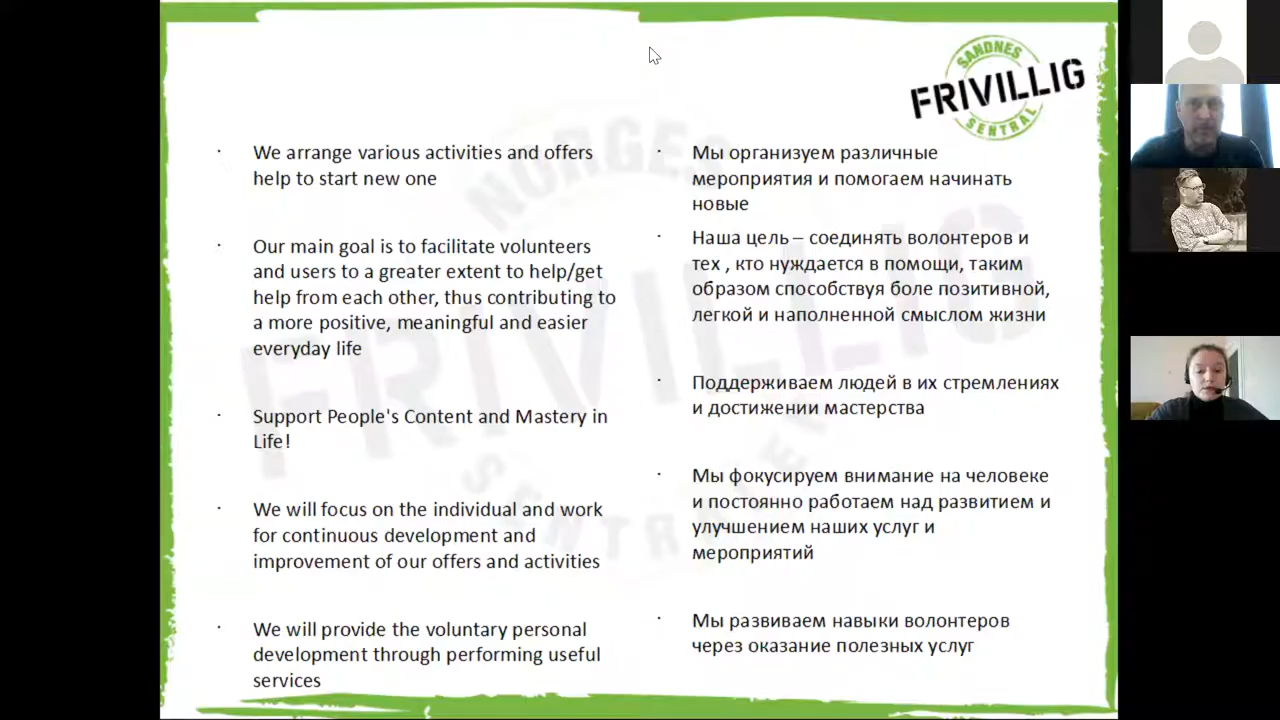 SANDNES
FRIVILLIG
SENTRAL
NORGES
FRIVILLIG
SENTRALER
We arrange various activities and offers
help to start new one
Our main goal is to facilitate volunteers
and users to a greater extent to help/get
help from each other, thus contributing to
a more positive, meaningful and easier
everyday life
Support People's Content and Mastery in
Life!
We will focus on the individual and work
for continuous development and
improvement of our offers and activities
We will provide the voluntary personal
development through performing useful
services
Мы организуем различные
мероприятия и помогаем начинать
новые
Наша цель – соединять волонтеров и
тех , кто нуждается в помощи, таким
образом способствуя боле позитивной,
легкой и наполненной смыслом жизни
Поддерживаем людей в их стремлениях
и достижении мастерства
Мы фокусируем внимание на человеке
и постоянно работаем над развитием и
улучшением наших услуг и
мероприятий
Мы развиваем навыки волонтеров
через оказание полезных услуг